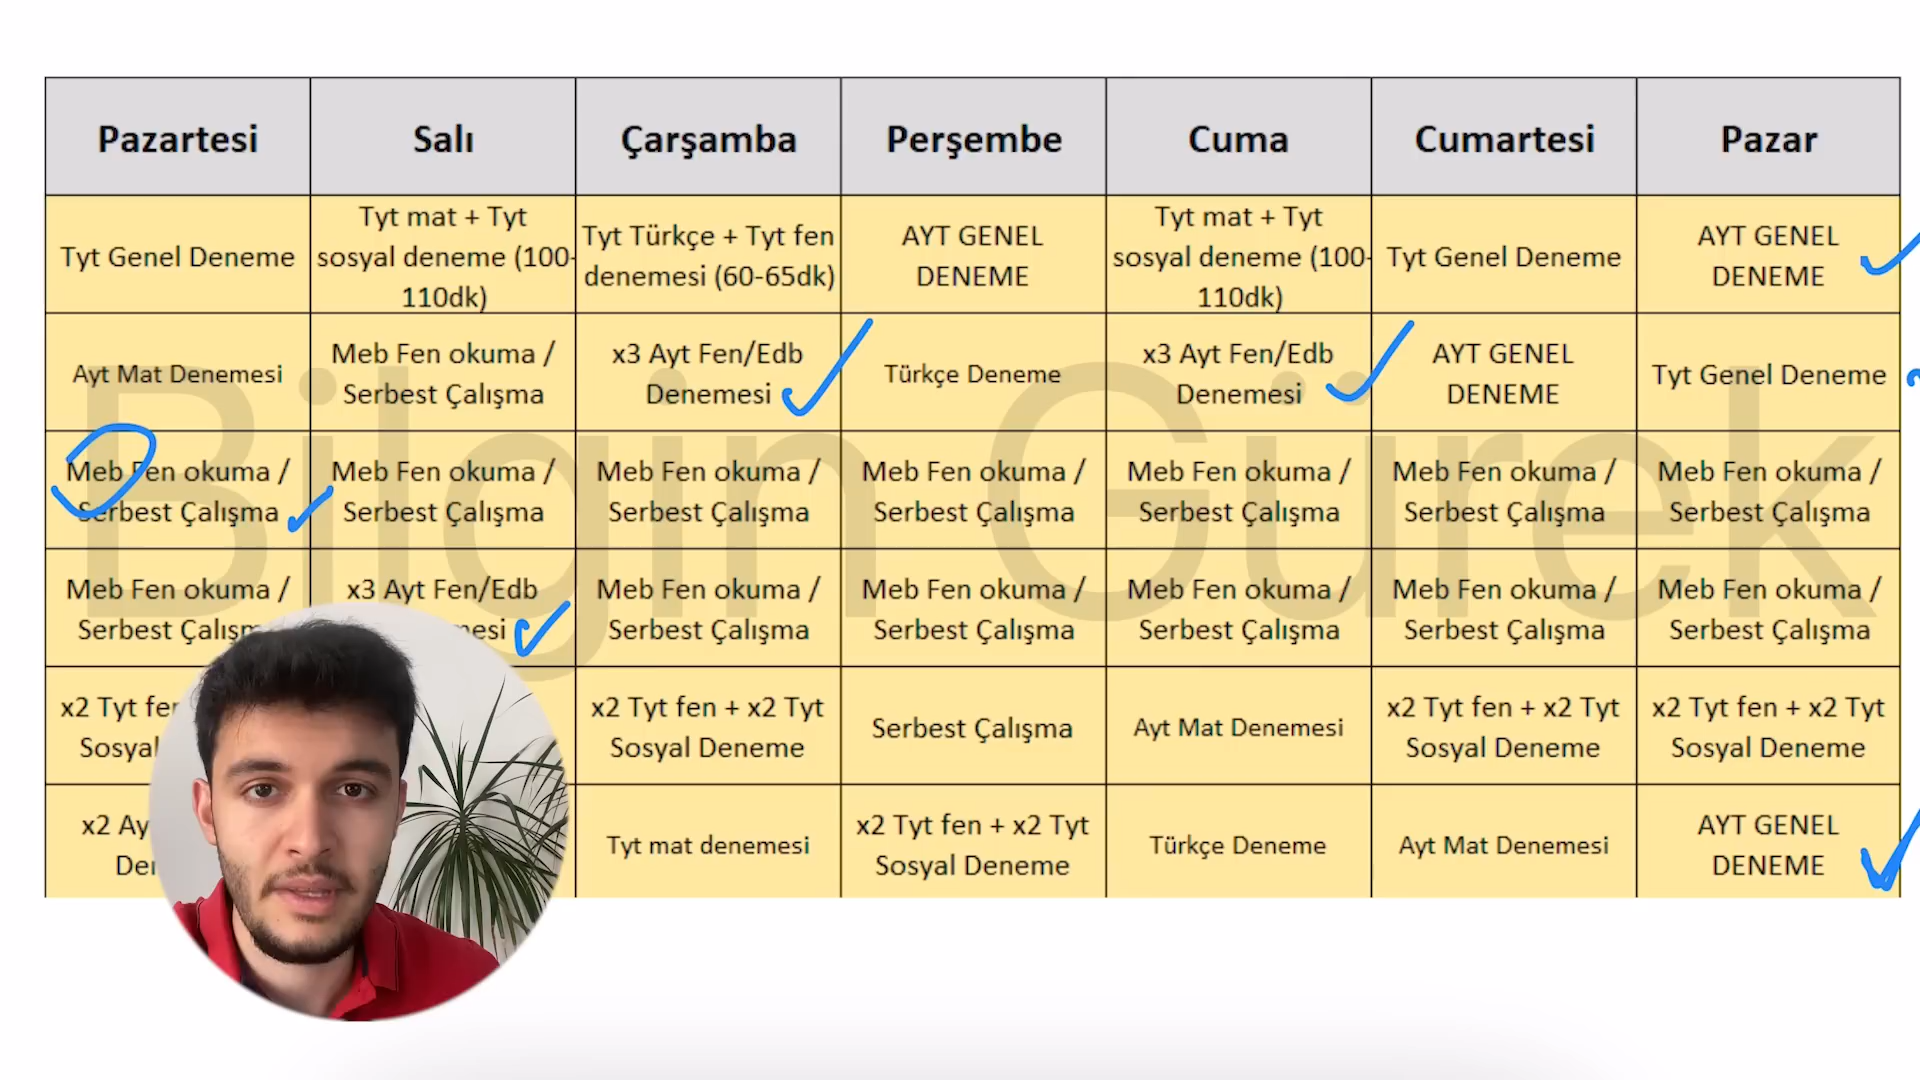 Pazartesi
Salı
Çarşamba
Perşembe
Cuma
Cumartesi
Pazar
Tyt Genel Deneme
Tyt mat + Tyt
sosyal deneme (100-
110dk)
Tyt Türkçe + Tyt fen
denemesi (60-65dk)
AYT GENEL
DENEME
Tyt mat + Tyt
sosyal deneme (100-
110dk)
Tyt Genel Deneme
AYT GENEL
DENEME
Ayt Mat Denemesi
Meb Fen okuma /
Serbest Çalışma
x3 Ayt Fen/Edb
Denemesi
Türkçe Deneme
x3 Ayt Fen/Edb
Denemesi
AYT GENEL
DENEME
Tyt Genel Deneme
Meb Fen okuma /
Serbest Çalışma
Meb Fen okuma /
Serbest Çalışma
Meb Fen okuma /
Serbest Çalışma
Meb Fen okuma /
Serbest Çalışma
Meb Fen okuma /
Serbest Çalışma
Meb Fen okuma /
Serbest Çalışma
Meb Fen okuma /
Serbest Çalışma
Meb Fen okuma /
Serbest
x3 Ayt Fen/Edb
Meb Fen okuma /
Serbest Çalışma
Meb Fen okuma /
Serbest Çalışma
Meb Fen okuma /
Serbest Çalışma
Meb Fen okuma /
Serbest Çalışma
Meb Fen okuma /
Serbest Çalışma
x2 Tyt
Sosyal
x2 Tyt fen + x2 Tyt
Sosyal Deneme
Serbest Çalışma
Ayt Mat Denemesi
x2 Tyt fen + x2 Tyt
Sosyal Deneme
x2 Tyt fen + x2 Tyt
Sosyal Deneme
x2
Tyt mat denemesi
x2 Tyt fen + x2 Tyt
Sosyal Deneme
Türkçe Deneme
Ayt Mat Denemesi
AYT GENEL
DENEME
Bilgin Gürek